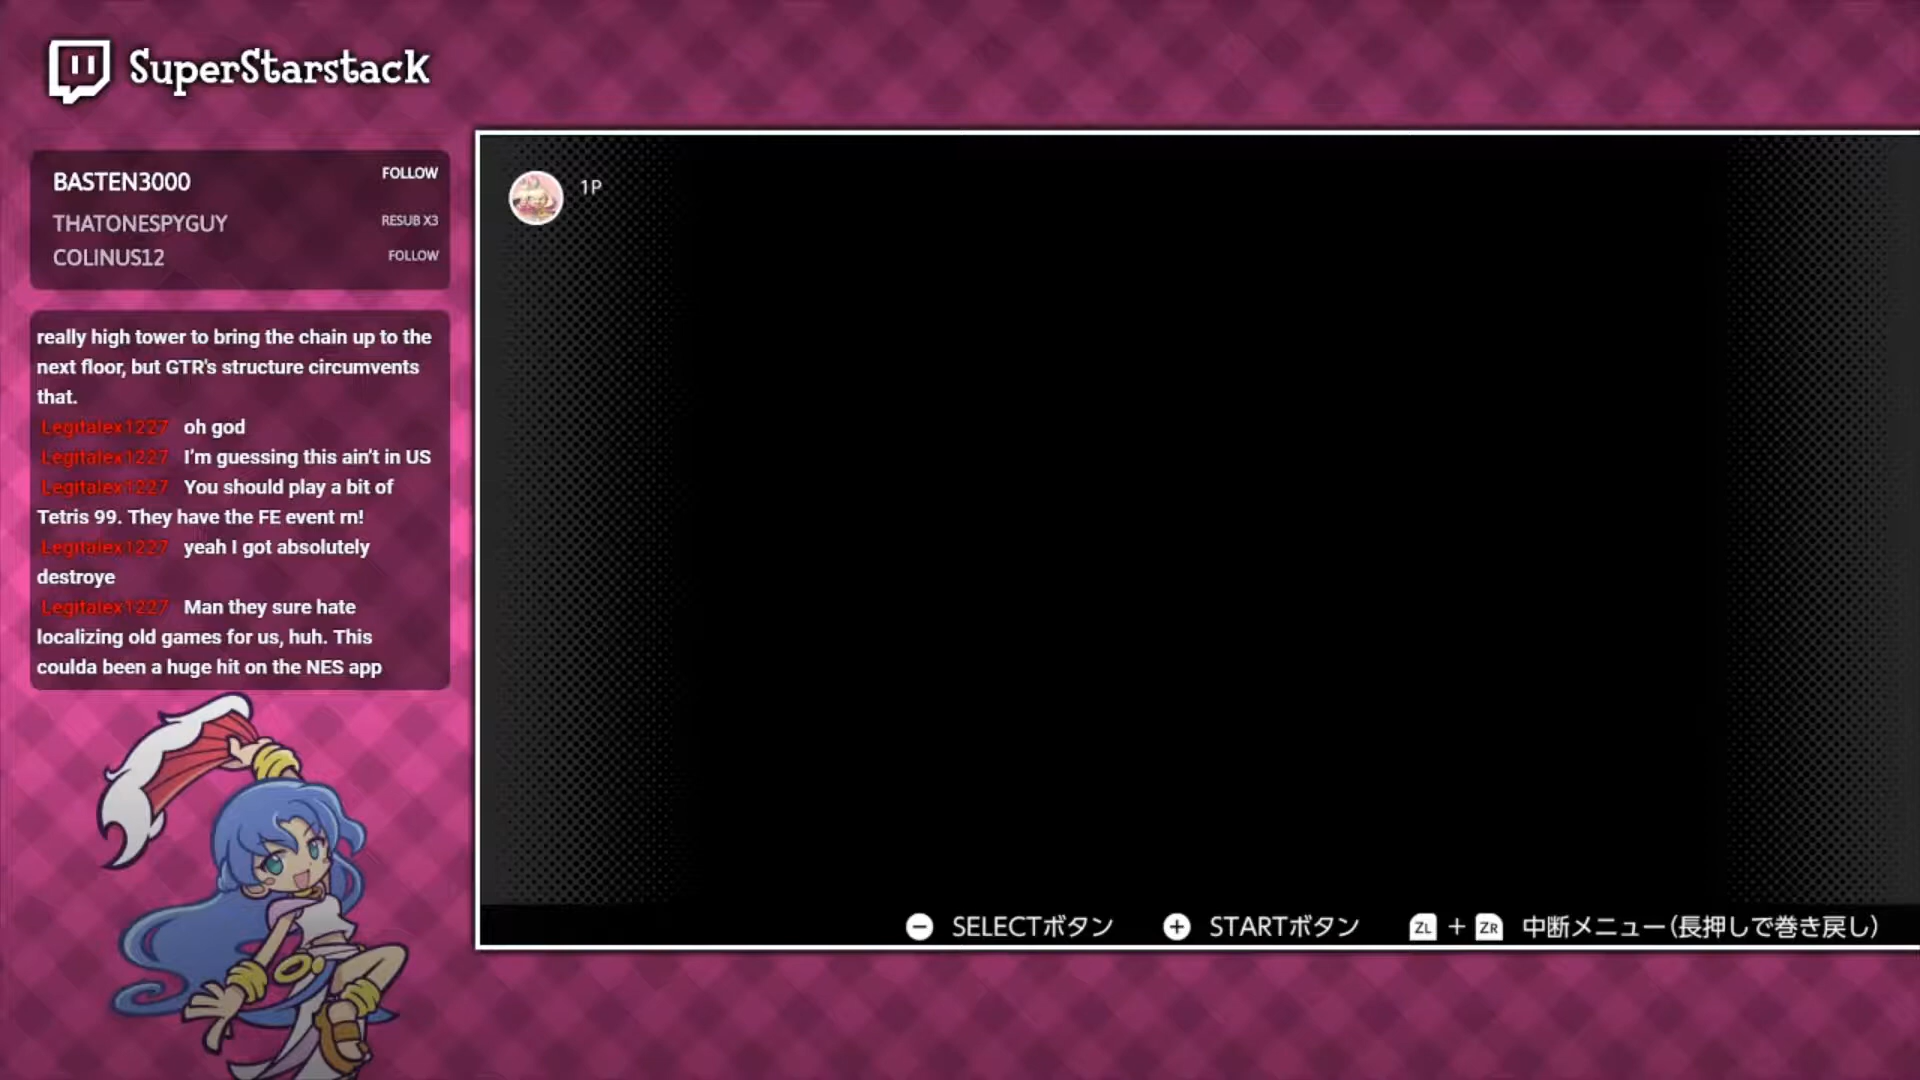 SuperStarstack
BASTEN3000 FOLLOW
THATONESPYGUY RESUB X3
COLINUS12 FOLLOW
really high tower to bring the chain up to the
next floor, but GTR's structure circumvents
that.
Legitalex1227 oh god
Legitalex1227 I'm guessing this ain't in US
Legitalex1227 You should play a bit of
Tetris 99. They have the FE event rn!
Legitalex1227 yeah I got absolutely
destroye
Legitalex1227 Man they sure hate
localizing old games for us, huh. This
coulda been a huge hit on the NES app
1P
SELECTボタン STARTボタン ZL + ZR 中断メニュー(長押しで巻き戻し)